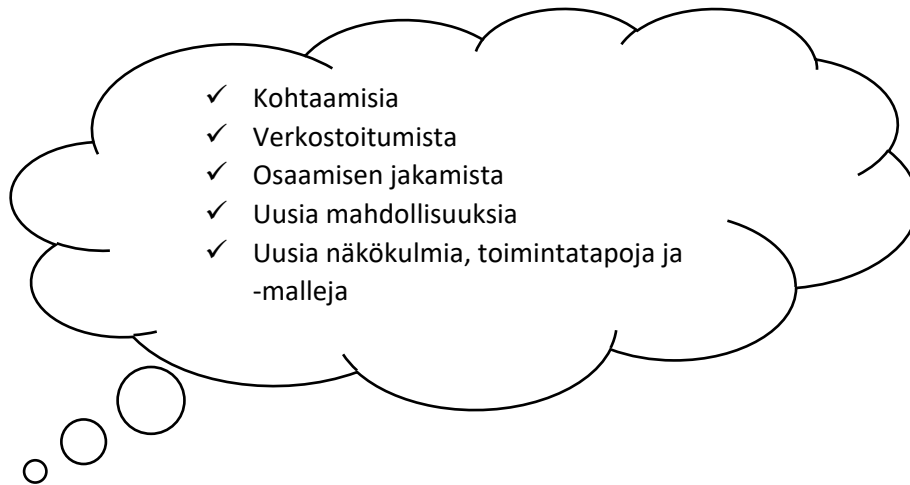 ✓ Kohtaamisia
✓ Verkostoitumista
✓ Osaamisen jakamista
✓ Uusia mahdollisuuksia
✓ Uusia näkökulmia, toimintatapoja ja
-malleja